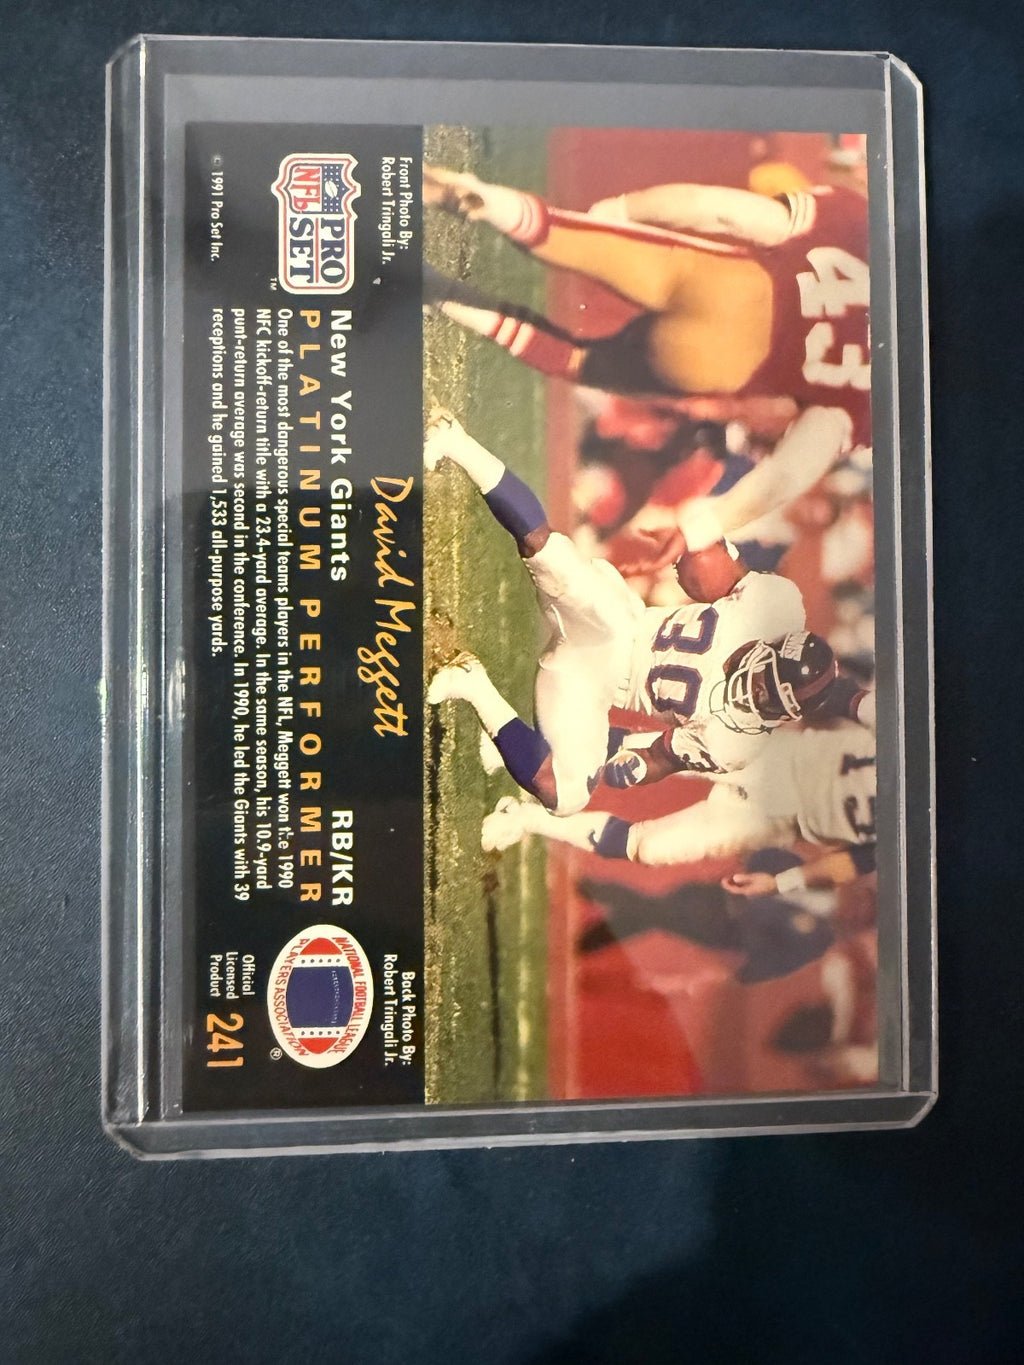 43
30
13
Front Photo By:
Robert Tringali Jr.
David Meggett
Back Photo By:
Robert Tringali Jr.
PRO
SET
NFL
TM
New York Giants RB/KR
PLATINUM PERFORMER
One of the most dangerous special teams players in the NFL, Meggett won the 1990
NFC kickoff-return title with a 23.4-yard average. In the same season, his 10.9-yard
punt-return average was second in the conference. In 1990, he led the Giants with 39
receptions and he gained 1,533 all-purpose yards.
NATIONAL FOOTBALL LEAGUE
PLAYERS ASSOCIATION
®
© 1991 Pro Set Inc.
Official
Licensed
Product
241